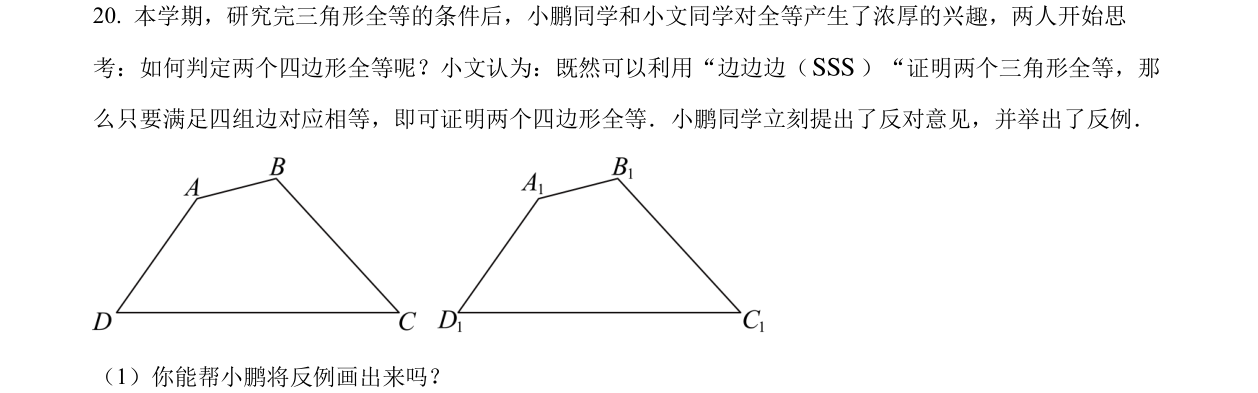 20. 本学期，研究完三角形全等的条件后，小鹏同学和小文同学对全等产生了浓厚的兴趣，两人开始思
考：如何判定两个四边形全等呢？小文认为：既然可以利用“边边边（SSS）“证明两个三角形全等，那
么只要满足四组边对应相等，即可证明两个四边形全等．小鹏同学立刻提出了反对意见，并举出了反例．
A B A₁ B₁
D C D₁ C₁
（1）你能帮小鹏将反例画出来吗？